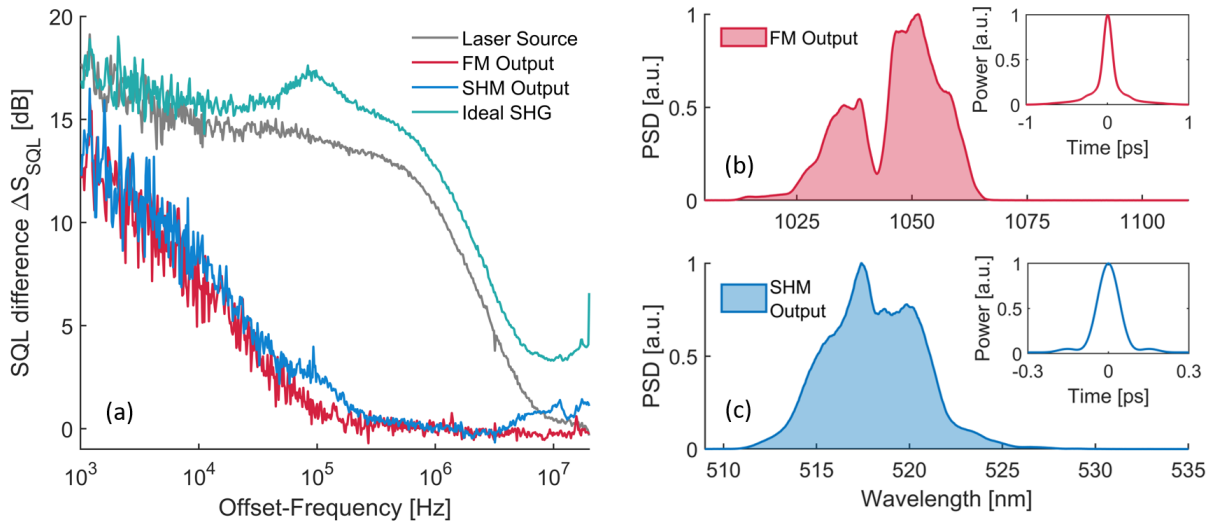 SQL difference ΔS_SQL [dB]
20
15
10
5
0
10^3
10^4
10^5
10^6
10^7
Offset-Frequency [Hz]
Laser Source
FM Output
SHM Output
Ideal SHG
(a)
PSD [a.u.]
1
0.5
0
1025
1050
1075
1100
FM Output
(b)
Power [a.u.]
1
0.5
0
-1
0
1
Time [ps]
PSD [a.u.]
1
0.5
0
510
515
520
525
530
535
Wavelength [nm]
SHM
Output
(c)
Power [a.u.]
1
0.5
0
-0.3
0
0.3
Time [ps]